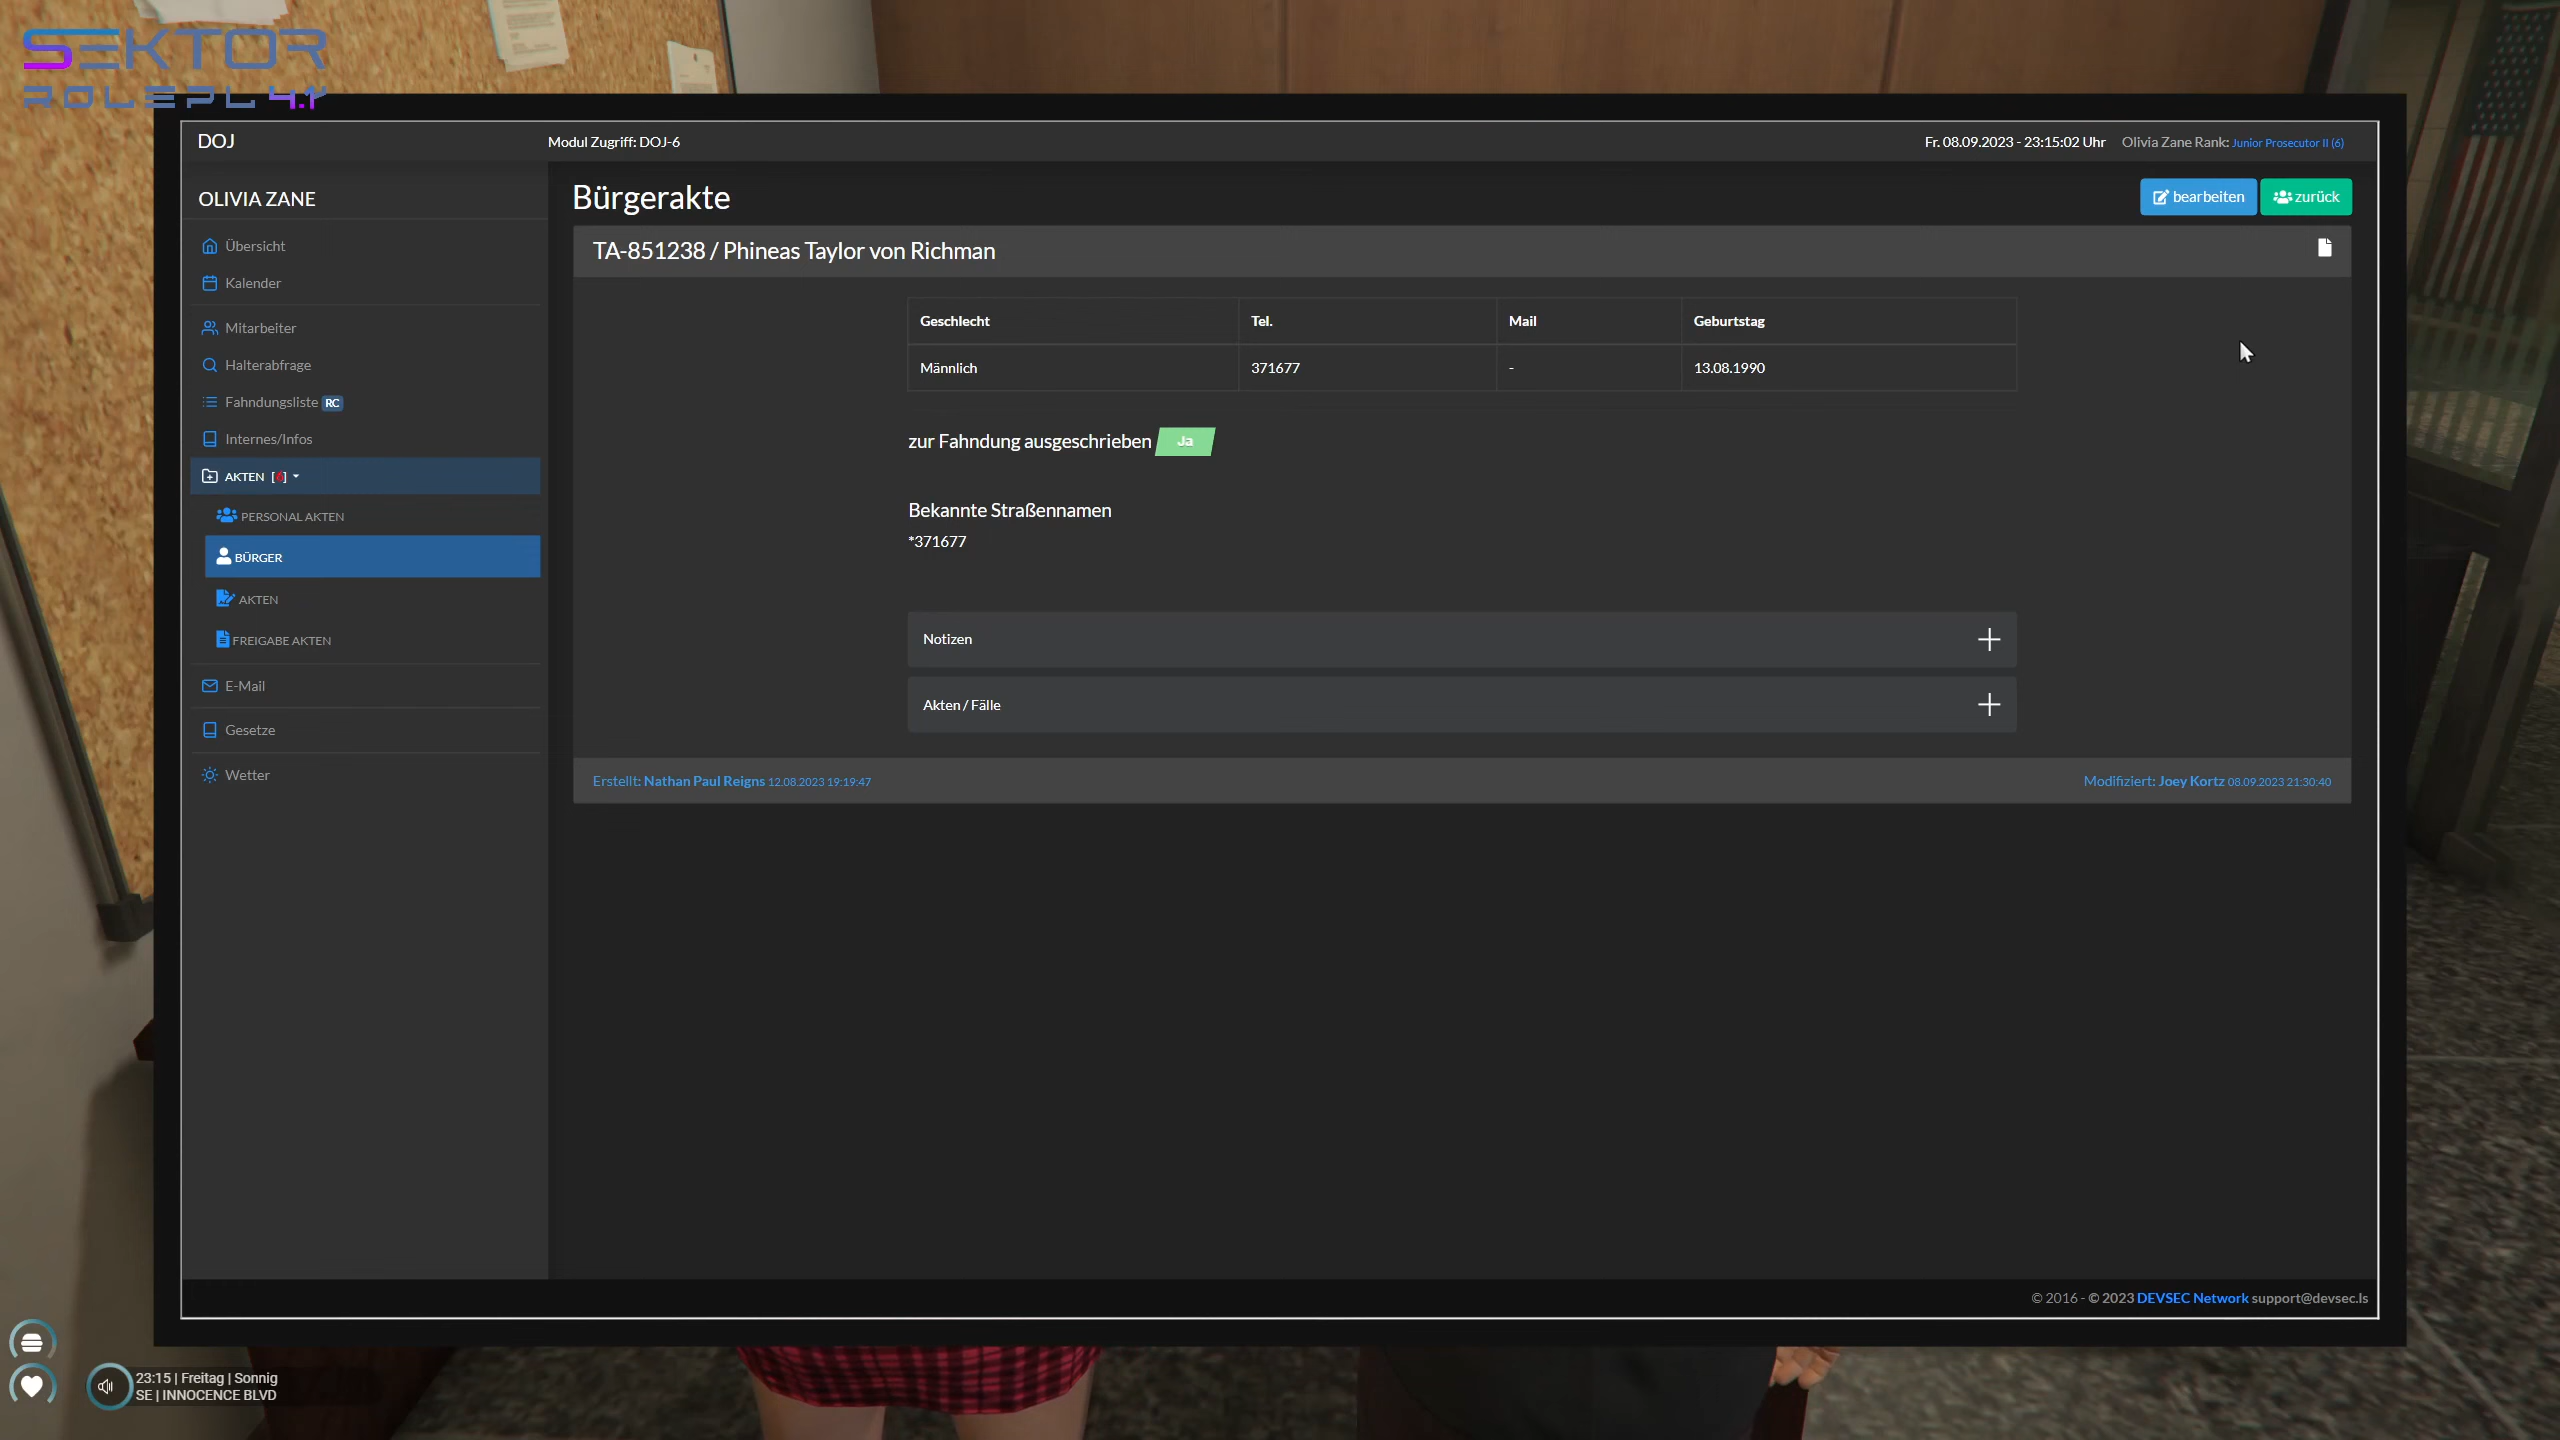 SEKTOR
ROLEPL4.Y
DOJ
Modul Zugriff: DOJ-6
Fr. 08.09.2023 - 23:15:02 Uhr
Olivia Zane Rank: Junior Prosecutor II (6)
OLIVIA ZANE
Übersicht
Kalender
Mitarbeiter
Halterabfrage
Fahndungsliste RC
Internes/Infos
AKTEN
PERSONAL AKTEN
BÜRGER
AKTEN
FREIGABE AKTEN
E-Mail
Gesetze
Wetter
Bürgerakte
bearbeiten
zurück
TA-851238 / Phineas Taylor von Richman
Geschlecht Tel. Mail Geburtstag
Männlich 371677 - 13.08.1990
zur Fahndung ausgeschrieben Ja
Bekannte Straßennamen
*371677
Notizen
Akten / Fälle
Erstellt: Nathan Paul Reigns 12.08.2023 19:19:47
Modifiziert: Joey Kortz 08.09.2023 21:30:40
© 2016 - © 2023 DEVSEC Network support@devsec.ls
23:15 | Freitag | Sonnig
SE | INNOCENCE BLVD